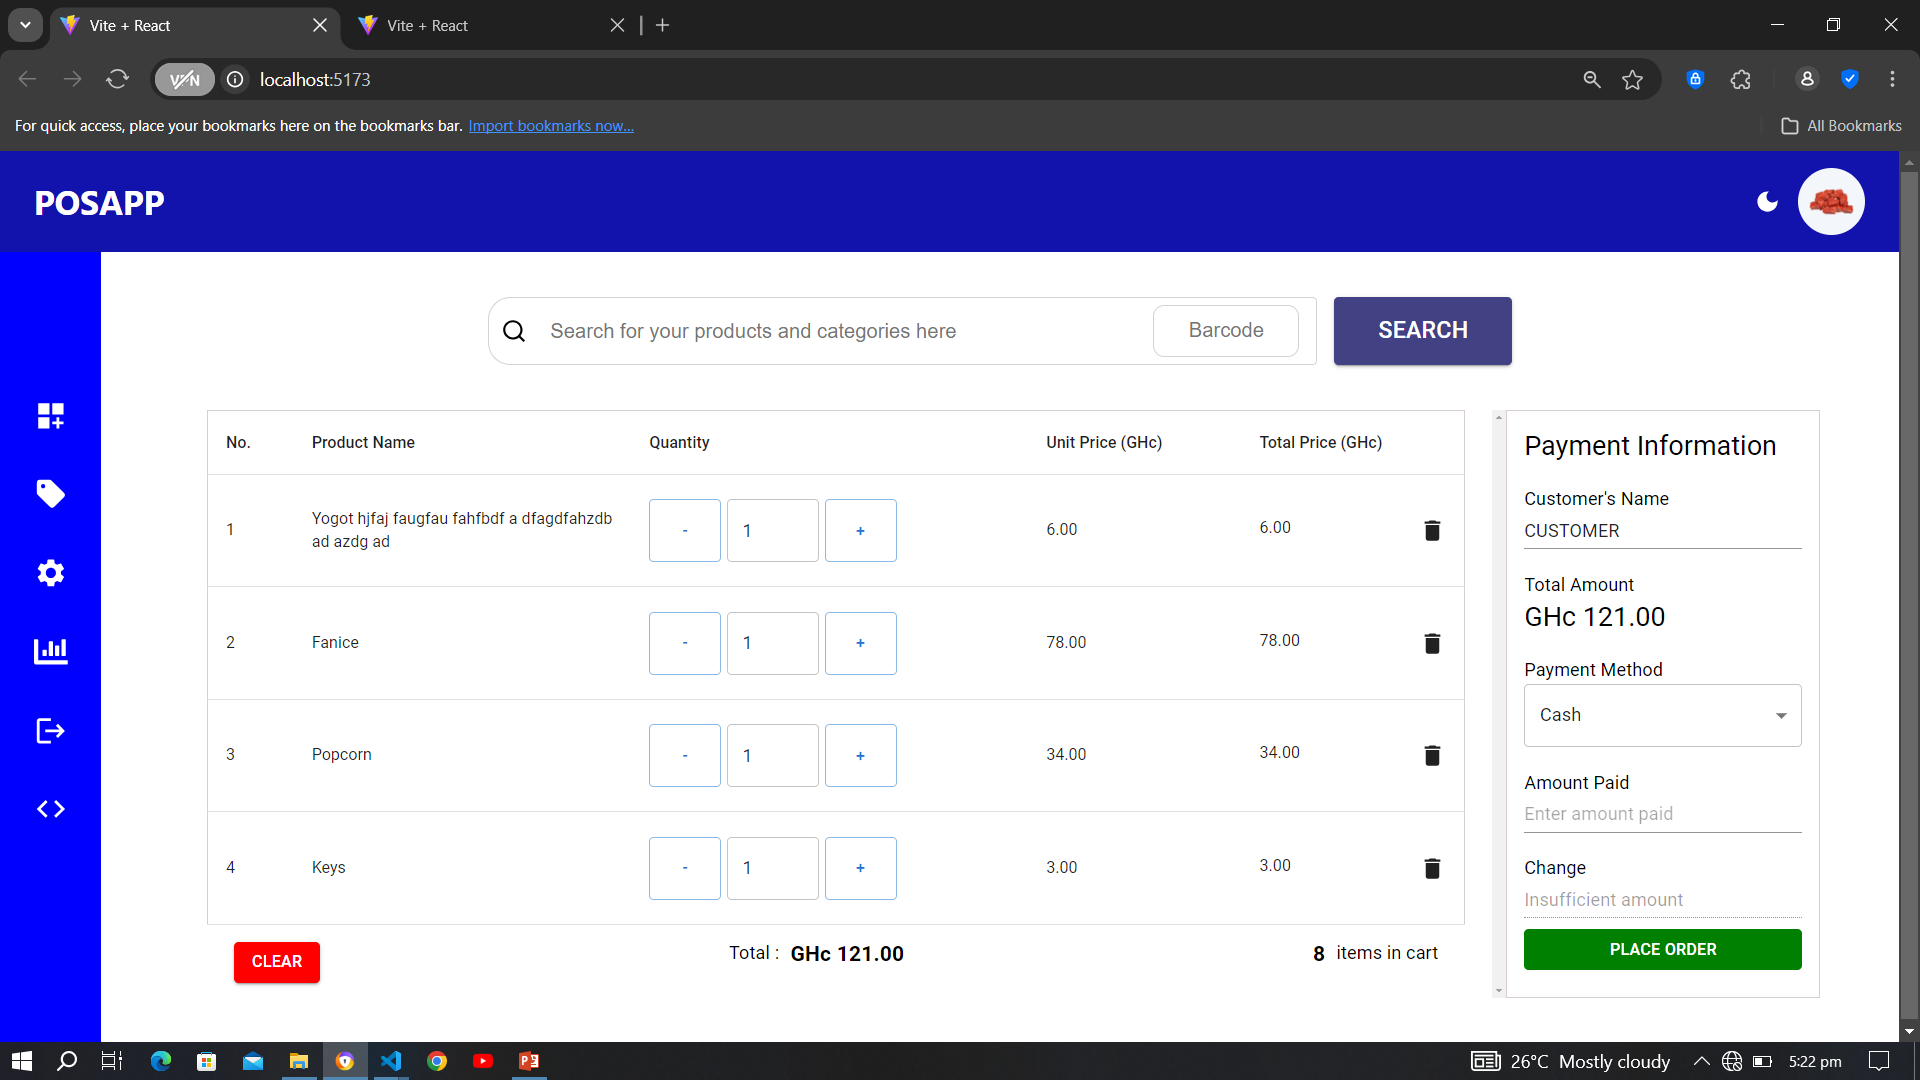 Vite + React
Vite + React
VPN
localhost:5173
For quick access, place your bookmarks here on the bookmarks bar. Import bookmarks now...
All Bookmarks
POSAPP
Search for your products and categories here
Barcode
SEARCH
No. Product Name Quantity Unit Price (GHc) Total Price (GHc)
1 Yogot hjfaj faugfau fahfbdf a dfagdfahzdb - 1 + 6.00 6.00
ad azdg ad
2 Fanice - 1 + 78.00 78.00
3 Popcorn - 1 + 34.00 34.00
4 Keys - 1 + 3.00 3.00
CLEAR
Total : GHc 121.00
8 items in cart
Payment Information
Customer's Name
CUSTOMER
Total Amount
GHc 121.00
Payment Method
Cash
Amount Paid
Enter amount paid
Change
Insufficient amount
PLACE ORDER
26°C Mostly cloudy
5:22 pm